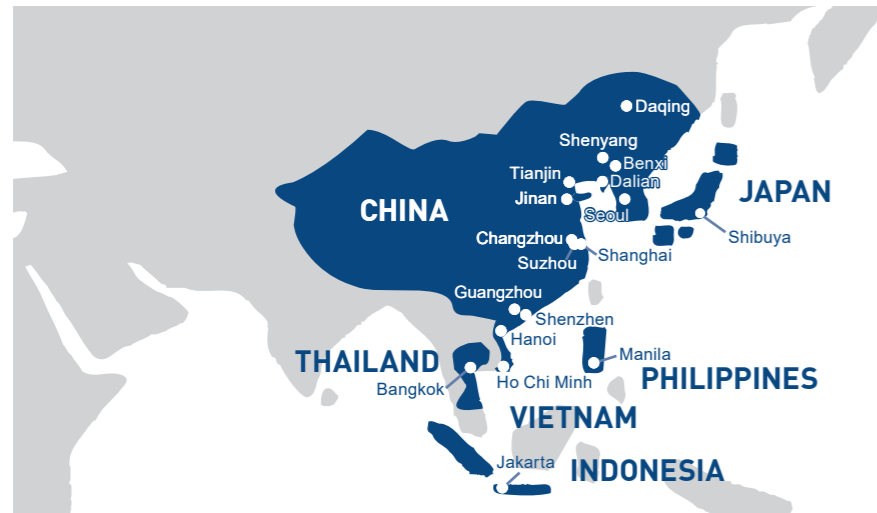 Daqing
Shenyang
Benxi
Tianjin
Dalian
Jinan
JAPAN
CHINA
Seoul
Shibuya
Changzhou
Shanghai
Suzhou
Guangzhou
Shenzhen
Hanoi
THAILAND
Manila
Bangkok
Ho Chi Minh
PHILIPPINES
VIETNAM
Jakarta
INDONESIA